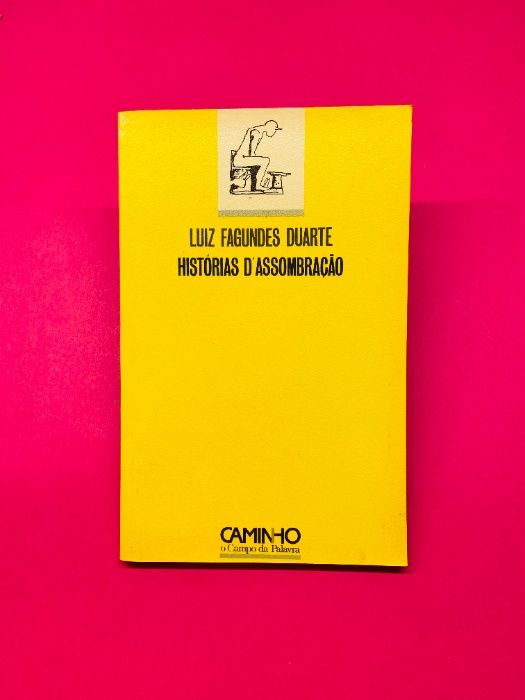 LUIZ FAGUNDES DUARTE
HISTÓRIAS D'ASSOMBRAÇÃO
CAMINHO
o Campo da Palavra